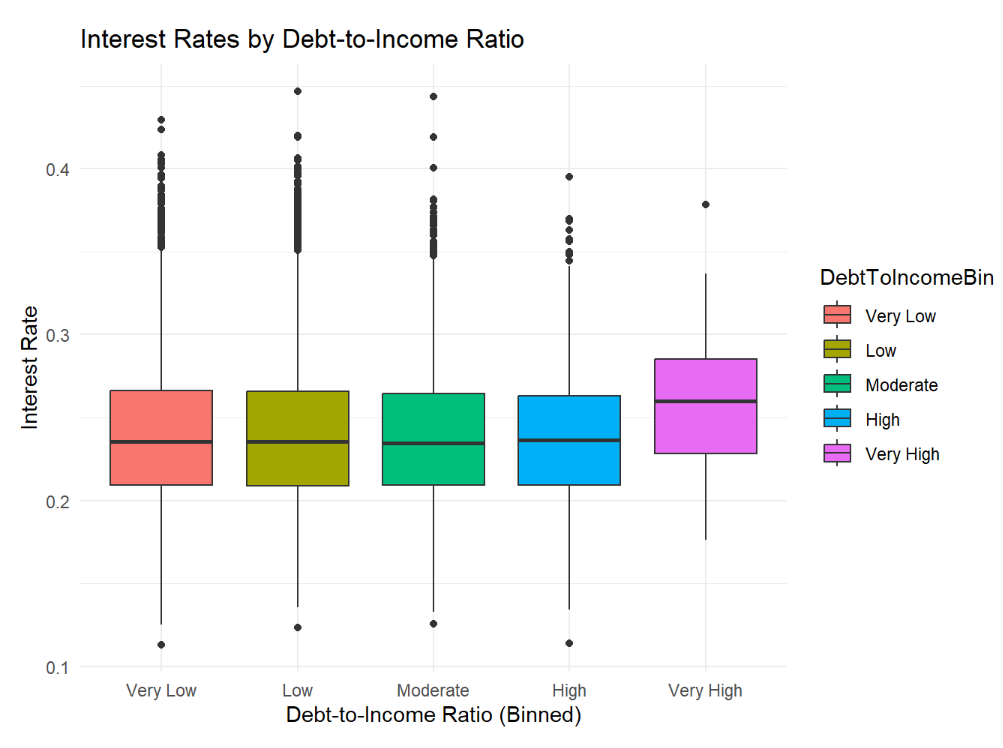 Interest Rates by Debt-to-Income Ratio
Interest Rate
0.4
0.3
0.2
0.1
Very Low
Low
Moderate
High
Very High
Debt-to-Income Ratio (Binned)
DebtToIncomeBin
Very Low
Low
Moderate
High
Very High